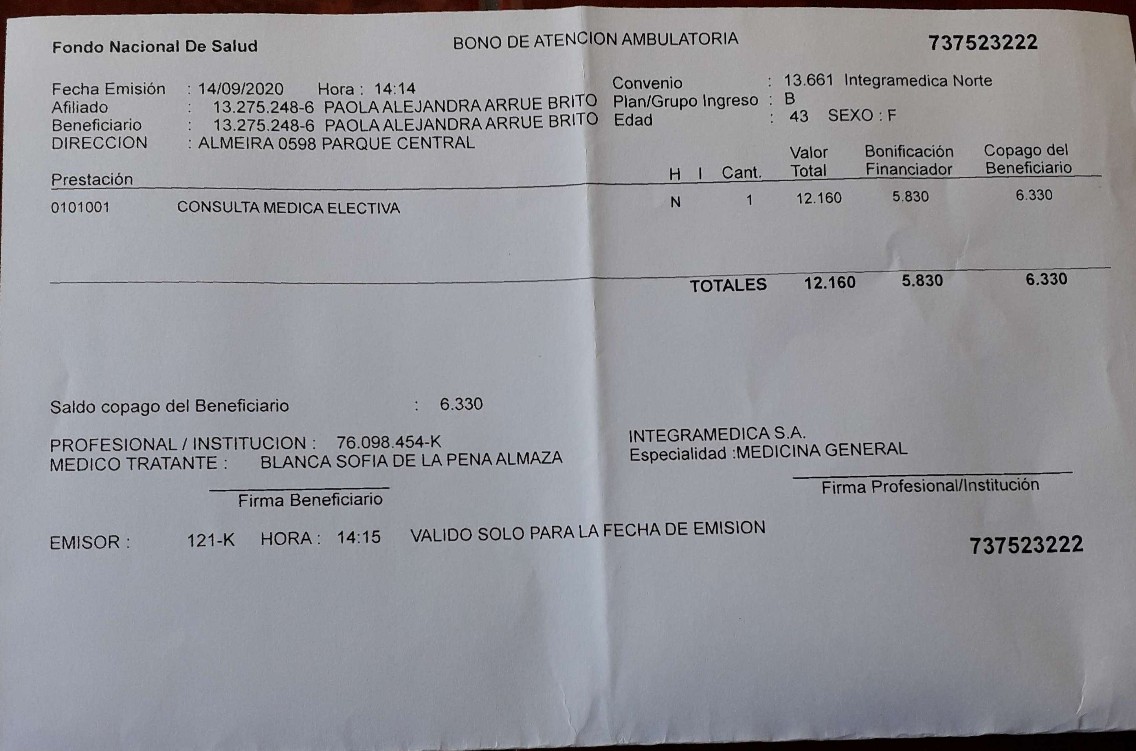 Fondo Nacional De Salud BONO DE ATENCION AMBULATORIA 737523222
Fecha Emisión : 14/09/2020 Hora : 14:14 Convenio : 13.661 Integramedica Norte
Afiliado : 13.275.248-6 PAOLA ALEJANDRA ARRUE BRITO Plan/Grupo Ingreso : B
Beneficiario : 13.275.248-6 PAOLA ALEJANDRA ARRUE BRITO Edad : 43 SEXO : F
DIRECCION : ALMEIRA 0598 PARQUE CENTRAL
Valor Bonificación Copago del
Prestación H I Cant. Total Financiador Beneficiario
0101001 CONSULTA MEDICA ELECTIVA N 1 12.160 5.830 6.330
TOTALES 12.160 5.830 6.330
Saldo copago del Beneficiario : 6.330
PROFESIONAL / INSTITUCION : 76.098.454-K INTEGRAMEDICA S.A.
MEDICO TRATANTE : BLANCA SOFIA DE LA PENA ALMAZA Especialidad :MEDICINA GENERAL
Firma Beneficiario Firma Profesional/Institución
EMISOR : 121-K HORA : 14:15 VALIDO SOLO PARA LA FECHA DE EMISION 737523222